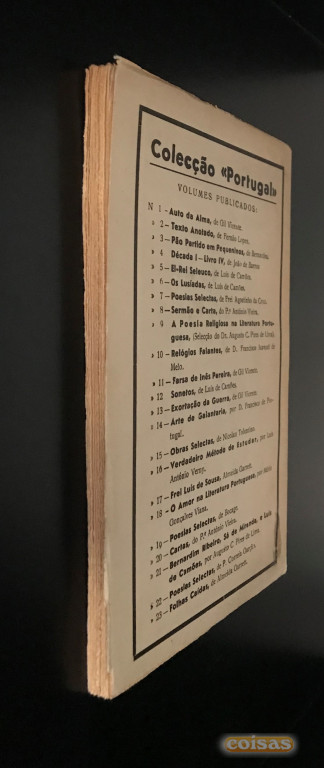 Colecção «Portugal»
VOLUMES PUBLICADOS:
N 1 — Auto da Alma, de Gil Vicente.
» 2 — Texto Anotado, de Fernão Lopes.
» 3 — Pão Partido em Pequeninos, de Bernardes.
» 4 Década I — Livro IV, de João de Barros.
» 5 — El-Rei Seleuco, de Luís de Camões.
» 6 — Os Lusíadas, de Luís de Camões.
» 7 — Poesias Selectas, de Frei Agostinho da Cruz.
» 8 — Sermão e Carta, do P.e António Vieira.
» 9 A Poesia Religiosa na Literatura Portu-
guesa, (Selecção do Dr. Augusto C. Pires de Lima).
» 10 — Relógios Falantes, de D. Francisco Manuel de
Melo.
» 11 — Farsa de Inês Pereira, de Gil Vicente.
» 12 Sonetos, de Luís de Camões.
» 13 — Exortação da Guerra, de Gil Vicente.
» 14 — Arte de Galantaria, por D. Francisco de Por-
tugal.
» 15 — Obras Selectas, de Nicolau Tolentino.
» 16 — Verdadeiro Método de Estudar, por Luís
António Verny.
» 17 — Frei Luís de Sousa, Almeida Garrett.
» 18 — O Amor na Literatura Portuguesa, por
Gonçalves Viana.
» 19 — Poesias Selectas, de Bocage.
» 20 — Cartas, do P.e António Vieira.
» 21 — Bernardim Ribeiro, Sá de Miranda, e Luís
de Camões, por Augusto C. Pires de Lima.
» 22 — Poesias Selectas, de P. Correia Garção.
» 23 — Folhas Caídas, de Almeida Garrett.
coisas